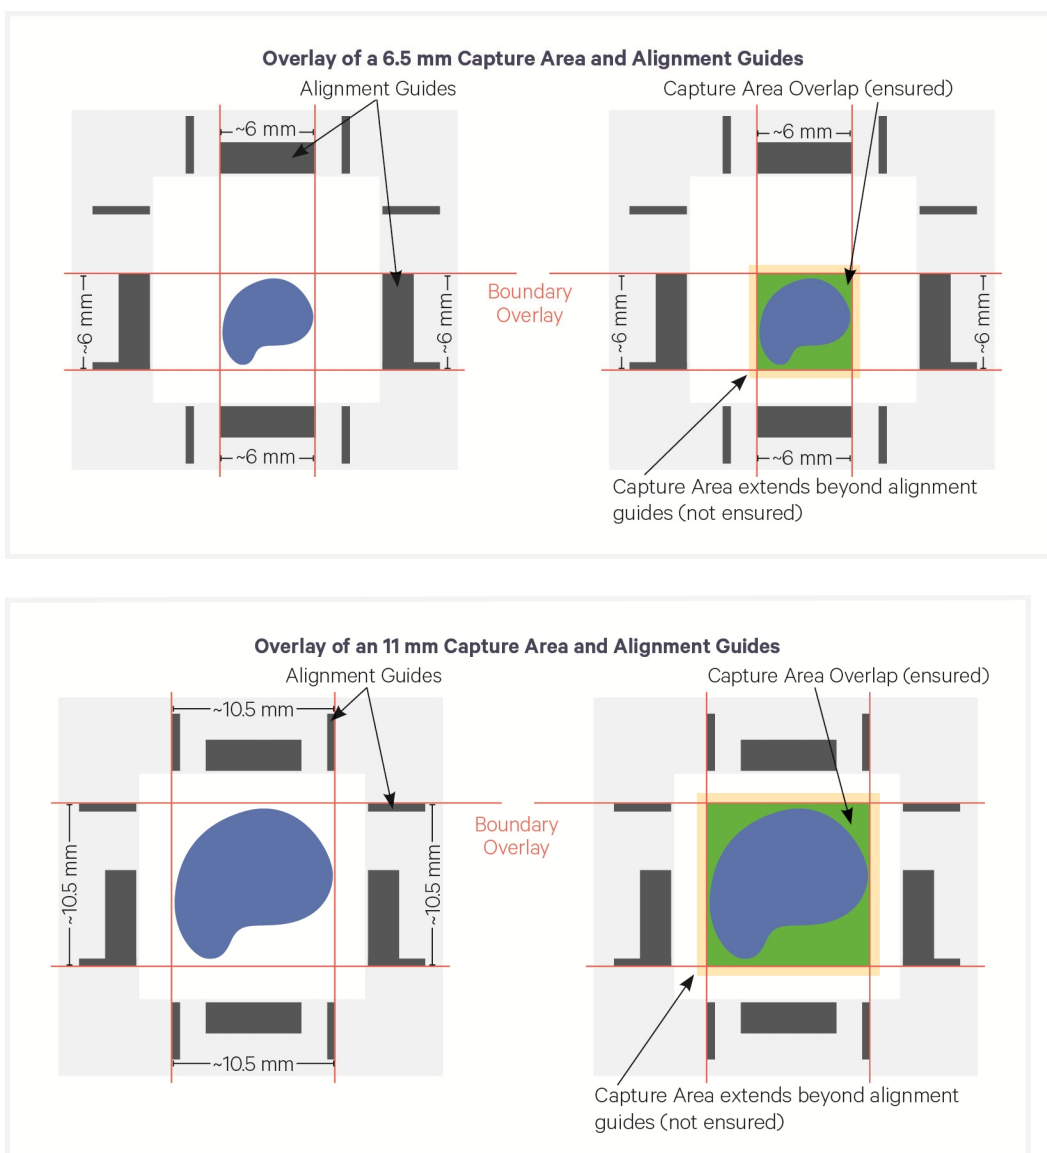 Overlay of a 6.5 mm Capture Area and Alignment Guides
Alignment Guides
Capture Area Overlap (ensured)
~6 mm
~6 mm
~6 mm
~6 mm
~6 mm
~6 mm
Boundary
Overlay
~6 mm
~6 mm
Capture Area extends beyond alignment
guides (not ensured)
Overlay of an 11 mm Capture Area and Alignment Guides
Alignment Guides
Capture Area Overlap (ensured)
~10.5 mm
~10.5 mm
~10.5 mm
Boundary
Overlay
~10.5 mm
Capture Area extends beyond alignment
guides (not ensured)